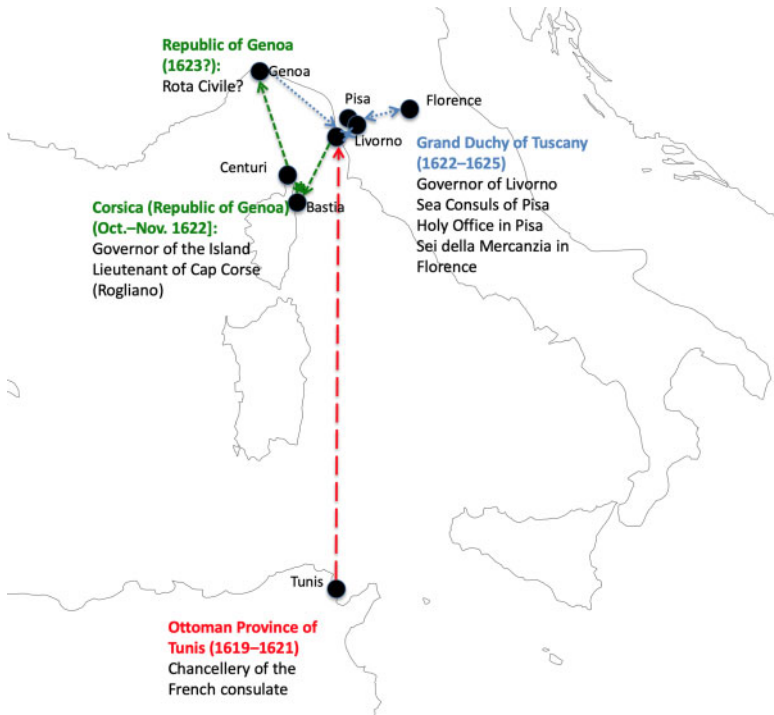 Republic of Genoa
(1623?):
Rota Civile?
Genoa
Pisa
Florence
Livorno
Grand Duchy of Tuscany
(1622–1625)
Governor of Livorno
Sea Consuls of Pisa
Holy Office in Pisa
Sei della Mercanzia in
Florence
Centuri
Bastia
Corsica (Republic of Genoa)
(Oct.–Nov. 1622]:
Governor of the Island
Lieutenant of Cap Corse
(Rogliano)
Tunis
Ottoman Province of
Tunis (1619–1621)
Chancellery of the
French consulate